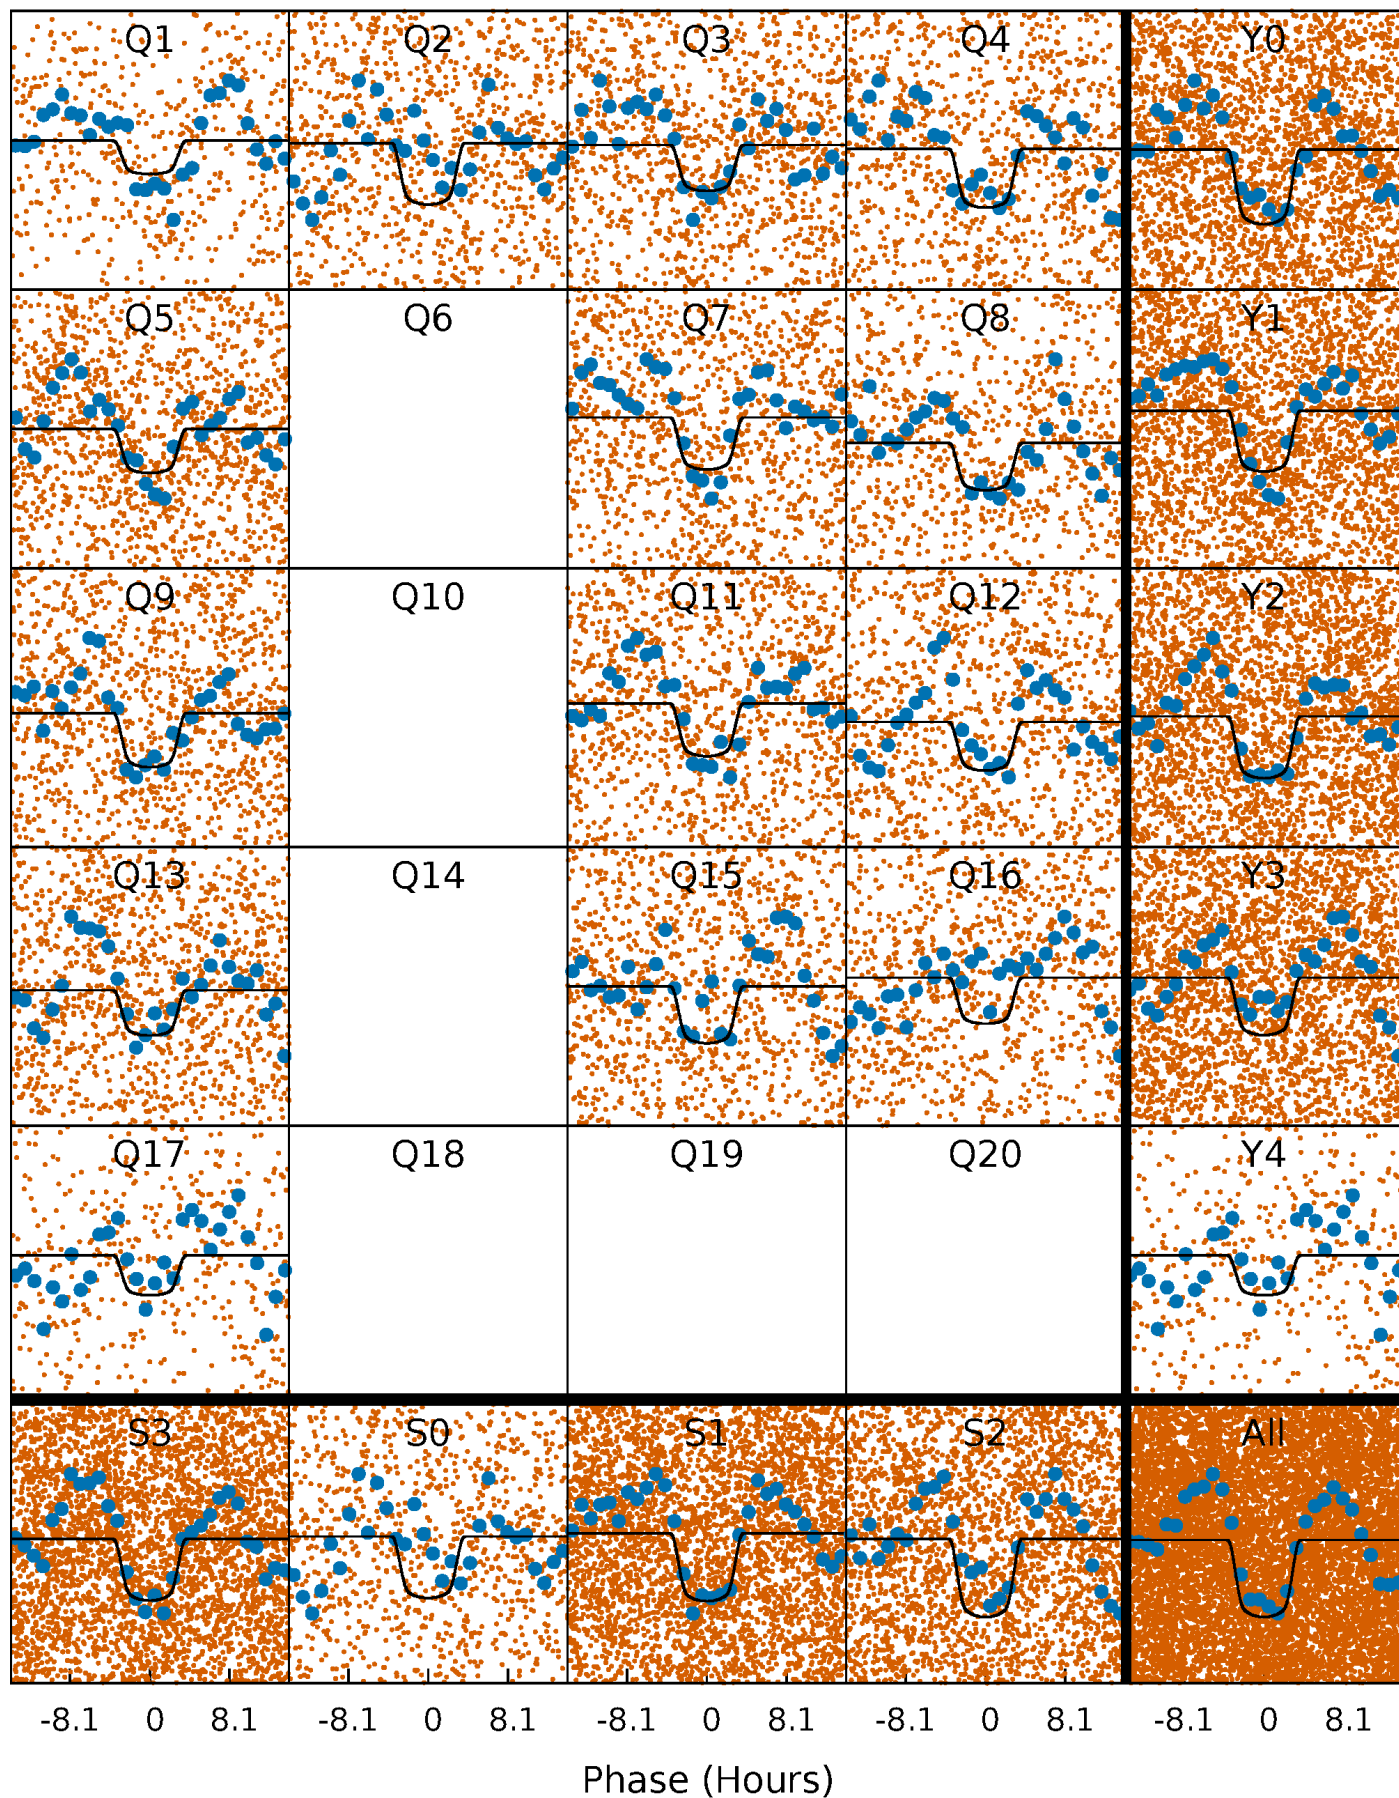 Q1 Q2 Q3 Q4 Y0
Q5 Q6 Q7 Q8 Y1
Q9 Q10 Q11 Q12 Y2
Q13 Q14 Q15 Q16 Y3
Q17 Q18 Q19 Q20 Y4
S3 S0 S1 S2 All
-8.1 0 8.1 -8.1 0 8.1 -8.1 0 8.1 -8.1 0 8.1 -8.1 0 8.1
Phase (Hours)